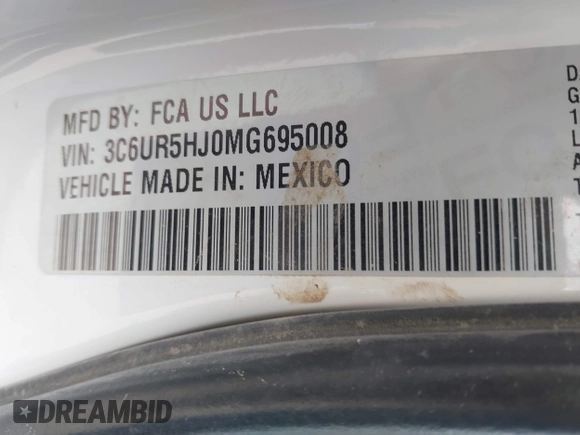 MFD BY: FCA US LLC
VIN: 3C6UR5HJ0MG695008
VEHICLE MADE IN: MEXICO
DREAMBID